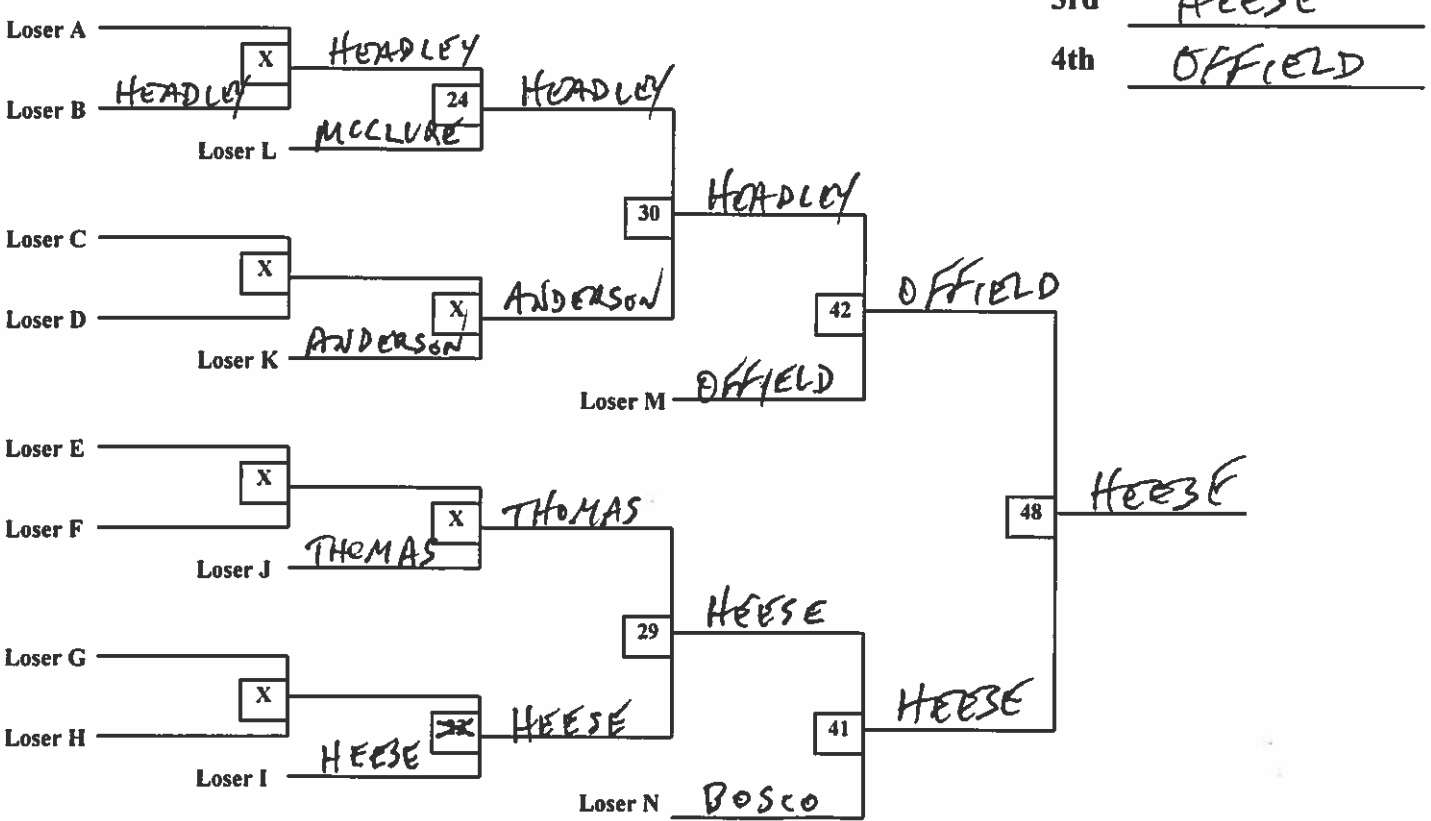 3rd HEESE
Loser A
HEADLEY
X
4th OFFIELD
HEADLEY
24
HEADLEY
Loser B
MCCLURE
Loser L
HEADLEY
30
Loser C
X
OFFIELD
ANDERSON
X
42
Loser D
ANDERSON
Loser K
OFFIELD
Loser M
Loser E
X
HEESE
THOMAS
48
X
Loser F
THOMAS
Loser J
HEESE
29
Loser G
X
HEESE
HEESE
41
Loser H
HEESE
Loser I
BOSCO
Loser N